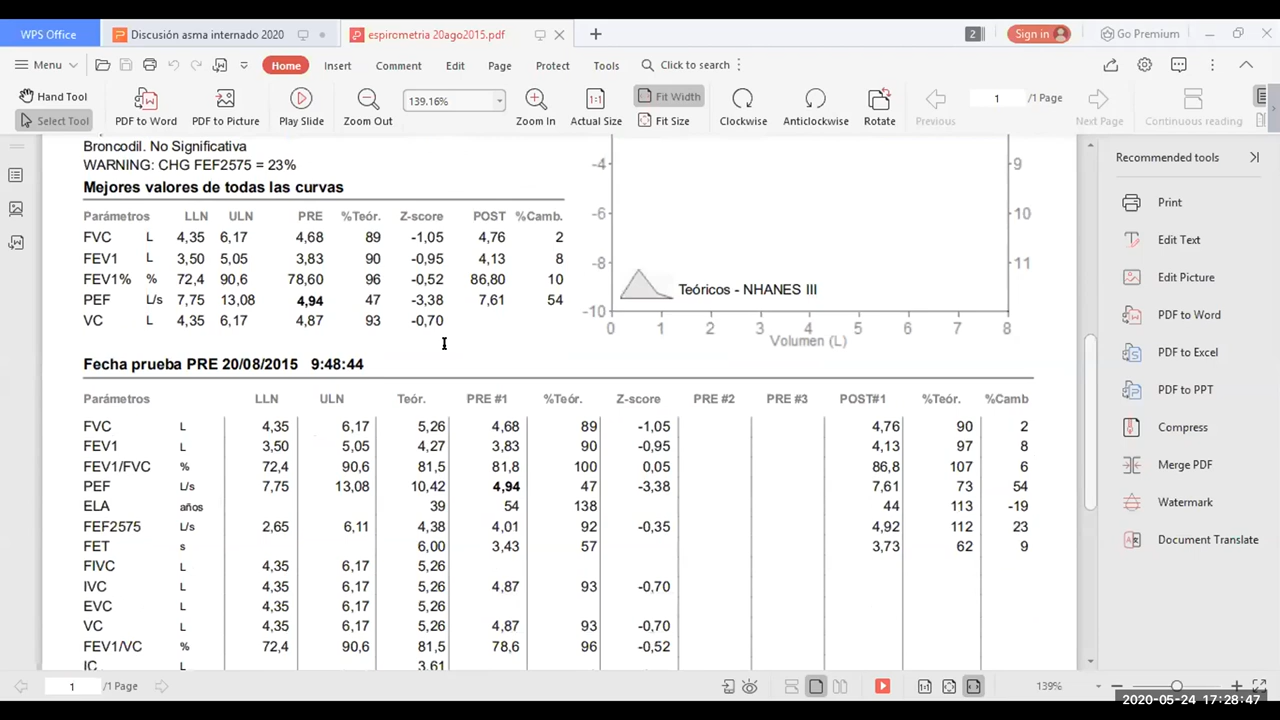 WPS Office
Discusión asma internado 2020
espirometria 20ago2015.pdf
2
Sign in
Go Premium
Menu
Home
Insert
Comment
Edit
Page
Protect
Tools
Click to search
Hand Tool
Select Tool
PDF to Word
PDF to Picture
Play Slide
Zoom Out
139.16%
Zoom In
Actual Size
Fit Width
Fit Size
Clockwise
Anticlockwise
Rotate
Previous
1
/1 Page
Next Page
Continuous reading
Broncodil. No Significativa
WARNING: CHG FEF2575 = 23%
Mejores valores de todas las curvas
Parámetros LLN ULN PRE %Teór. Z-score POST %Camb.
FVC L 4,35 6,17 4,68 89 -1,05 4,76 2
FEV1 L 3,50 5,05 3,83 90 -0,95 4,13 8
FEV1% % 72,4 90,6 78,60 96 -0,52 86,80 10
PEF L/s 7,75 13,08 4,94 47 -3,38 7,61 54
VC L 4,35 6,17 4,87 93 -0,70
-4
-6
-8
-10
9
10
11
Teóricos - NHANES III
0 1 2 3 4 5 6 7 8
Volumen (L)
Fecha prueba PRE 20/08/2015 9:48:44
Parámetros LLN ULN Teór. PRE #1 %Teór. Z-score PRE #2 PRE #3 POST#1 %Teór. %Camb
FVC L 4,35 6,17 5,26 4,68 89 -1,05 4,76 90 2
FEV1 L 3,50 5,05 4,27 3,83 90 -0,95 4,13 97 8
FEV1/FVC % 72,4 90,6 81,5 81,8 100 0,05 86,8 107 6
PEF L/s 7,75 13,08 10,42 4,94 47 -3,38 7,61 73 54
ELA años 39 54 138 44 113 -19
FEF2575 L/s 2,65 6,11 4,38 4,01 92 -0,35 4,92 112 23
FET s 6,00 3,43 57 3,73 62 9
FIVC L 4,35 6,17 5,26
IVC L 4,35 6,17 5,26 4,87 93 -0,70
EVC L 4,35 6,17 5,26
VC L 4,35 6,17 5,26 4,87 93 -0,70
FEV1/VC % 72,4 90,6 81,5 78,6 96 -0,52
IC L 3,61
Recommended tools
Print
Edit Text
Edit Picture
PDF to Word
PDF to Excel
PDF to PPT
Compress
Merge PDF
Watermark
Document Translate
1
/1 Page
139%
2020-05-24 17:28:47